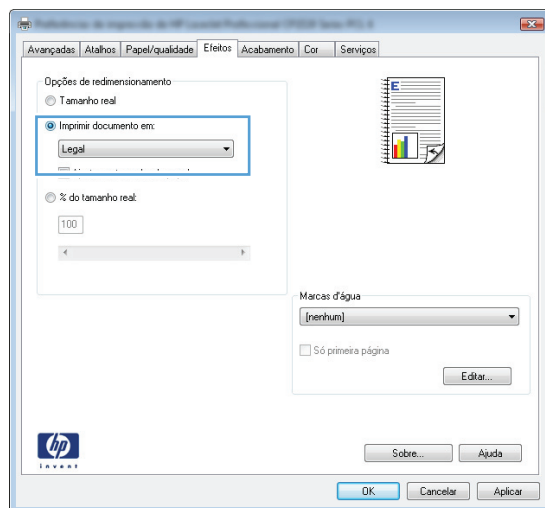 Avançadas Atalhos Papel/qualidade Efeitos Acabamento Cor Serviços
Opções de redimensionamento
Tamanho real
Imprimir documento em:
Legal
% do tamanho real:
100
E
Marcas d'água
[nenhum]
Só primeira página
Editar...
hp
invent
Sobre... Ajuda
OK Cancelar Aplicar